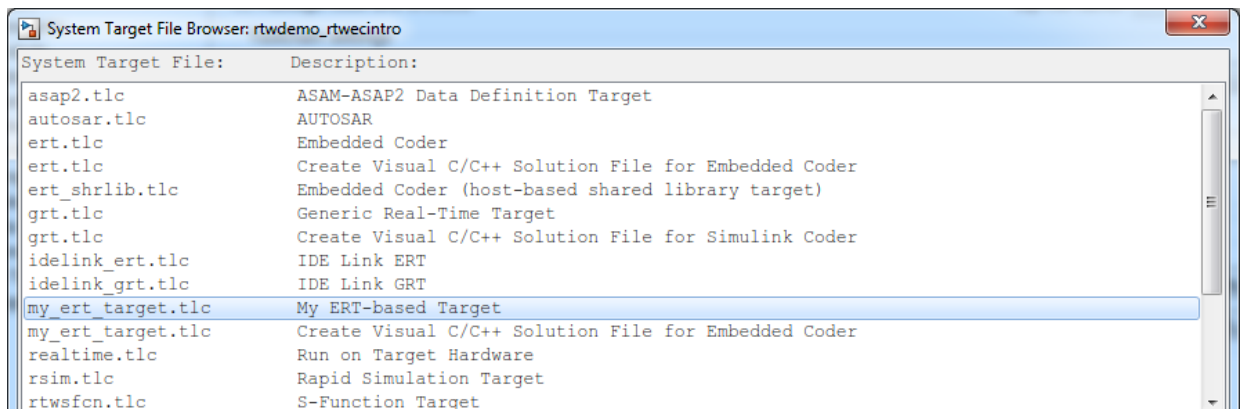 System Target File Browser: rtwdemo_rtwecintro
System Target File: Description:
asap2.tlc ASAM-ASAP2 Data Definition Target
autosar.tlc AUTOSAR
ert.tlc Embedded Coder
ert.tlc Create Visual C/C++ Solution File for Embedded Coder
ert_shrlib.tlc Embedded Coder (host-based shared library target)
grt.tlc Generic Real-Time Target
grt.tlc Create Visual C/C++ Solution File for Simulink Coder
idelink_ert.tlc IDE Link ERT
idelink_grt.tlc IDE Link GRT
my_ert_target.tlc My ERT-based Target
my_ert_target.tlc Create Visual C/C++ Solution File for Embedded Coder
realtime.tlc Run on Target Hardware
rsim.tlc Rapid Simulation Target
rtwsfcn.tlc S-Function Target